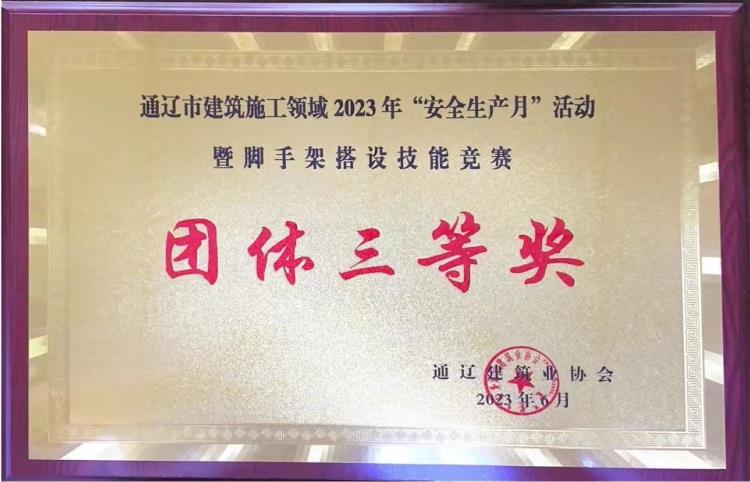 通辽市建筑施工领域2023年“安全生产月”活动
暨脚手架搭设技能竞赛
团体三等奖
通辽建筑业协会
2023年6月